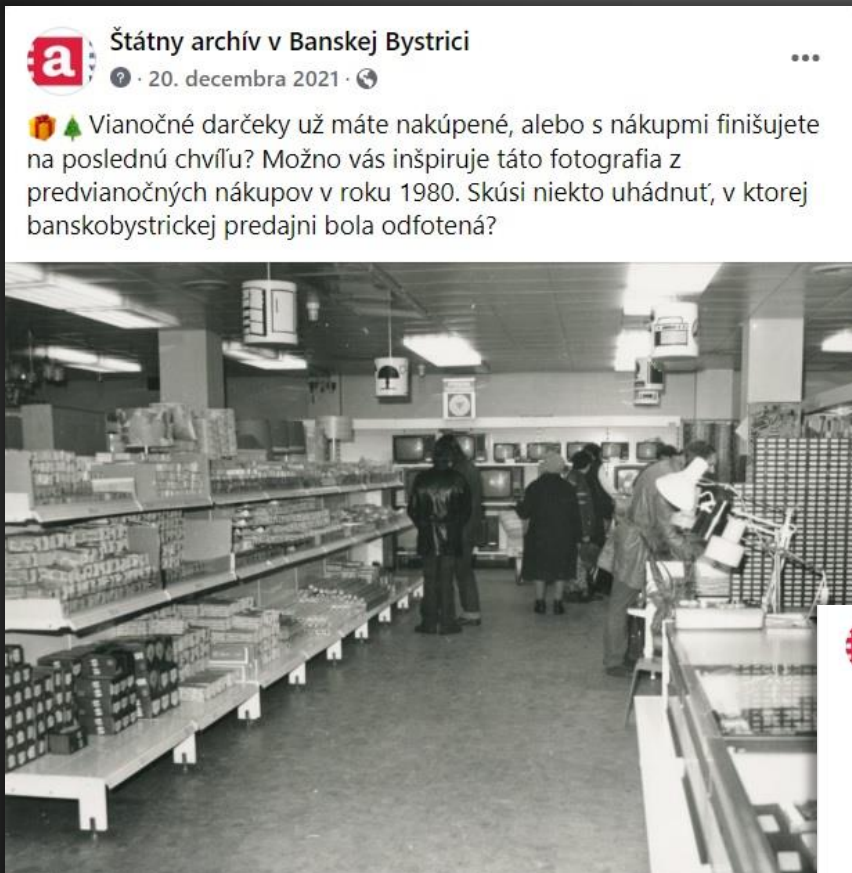 a
Štátny archív v Banskej Bystrici
20. decembra 2021
Vianočné darčeky už máte nakúpené, alebo s nákupmi finišujete
na poslednú chvíľu? Možno vás inšpiruje táto fotografia z
predvianočných nákupov v roku 1980. Skúsi niekto uhádnuť, v ktorej
banskobystrickej predajni bola odfotená?